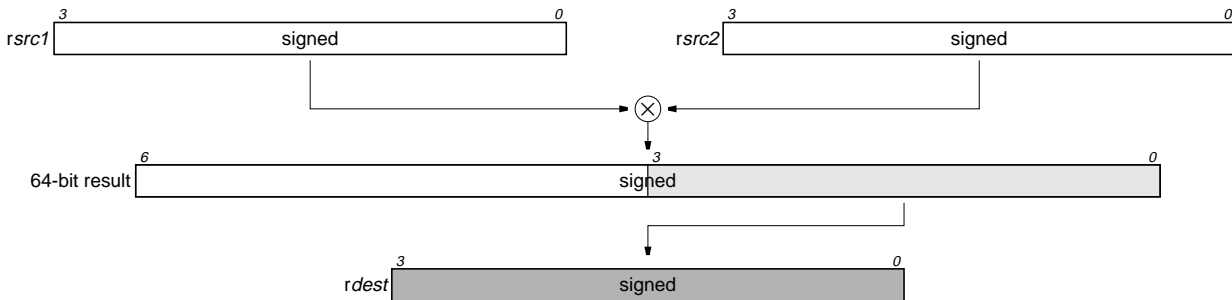 3 0 3 0
rsrc1 signed rsrc2 signed
6 3 0
64-bit result signed
3 0
rdest signed